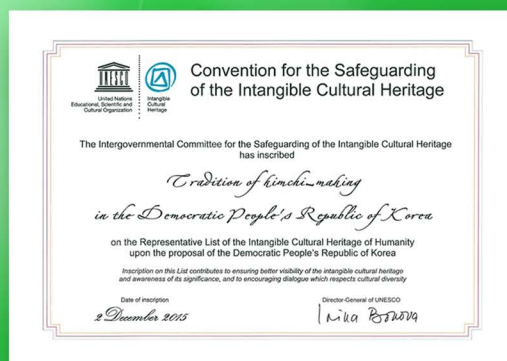 UNESCO
United Nations
Educational, Scientific and
Cultural Organization
Intangible
Cultural
Heritage
Convention for the Safeguarding
of the Intangible Cultural Heritage
The Intergovernmental Committee for the Safeguarding of the Intangible Cultural Heritage
has inscribed
Tradition of kimchi-making
in the Democratic People's Republic of Korea
on the Representative List of the Intangible Cultural Heritage of Humanity
upon the proposal of the Democratic People's Republic of Korea
Inscription on this List contributes to ensuring better visibility of the intangible cultural heritage
and awareness of its significance, and to encouraging dialogue which respects cultural diversity
Date of inscription
2 December 2015
Director-General of UNESCO
Irina Bokova